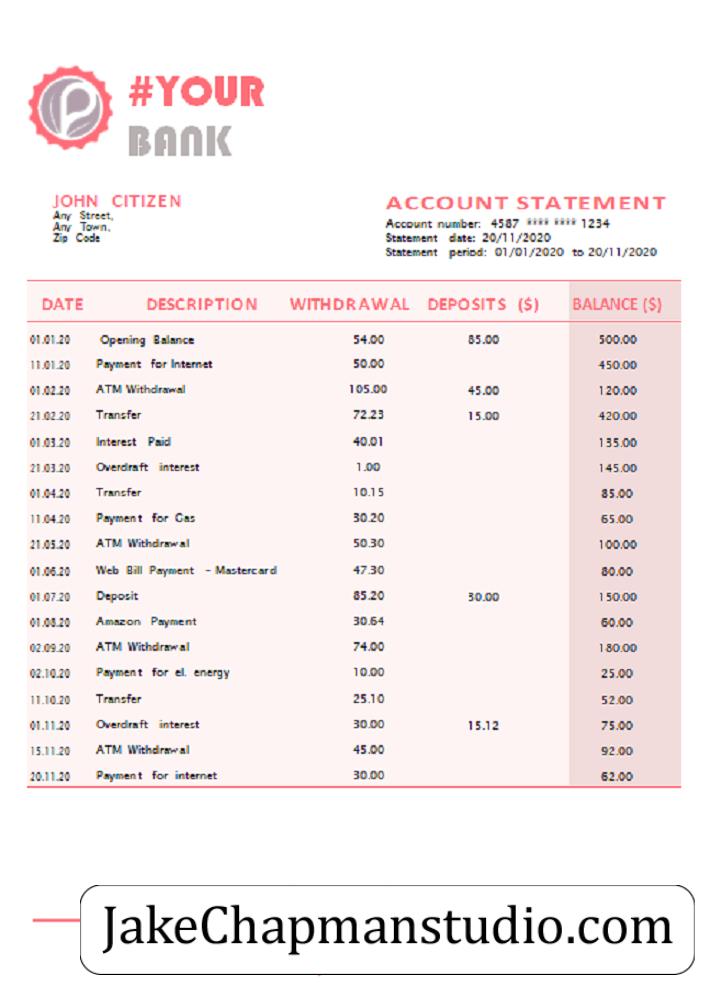 #YOUR
BANK
JOHN CITIZEN
Any Street,
Any Town,
Zip Code
ACCOUNT STATEMENT
Account number: 4587 **** **** 1234
Statement date: 20/11/2020
Statement period: 01/01/2020 to 20/11/2020
DATE DESCRIPTION WITHDRAWAL DEPOSITS ($) BALANCE ($)
01.01.20 Opening Balance 54.00 85.00 500.00
11.01.20 Payment for Internet 50.00 450.00
01.02.20 ATM Withdrawal 105.00 45.00 120.00
21.02.20 Transfer 72.23 15.00 420.00
01.03.20 Interest Paid 40.01 135.00
21.03.20 Overdraft interest 1.00 145.00
01.04.20 Transfer 10.15 85.00
11.04.20 Payment for Gas 30.20 65.00
21.05.20 ATM Withdrawal 50.30 100.00
01.06.20 Web Bill Payment - Mastercard 47.30 80.00
01.07.20 Deposit 85.20 30.00 150.00
01.08.20 Amazon Payment 30.64 60.00
02.09.20 ATM Withdrawal 74.00 180.00
02.10.20 Payment for el. energy 10.00 25.00
11.10.20 Transfer 25.10 52.00
01.11.20 Overdraft interest 30.00 15.12 75.00
15.11.20 ATM Withdrawal 45.00 92.00
20.11.20 Payment for internet 30.00 62.00
JakeChapmanstudio.com